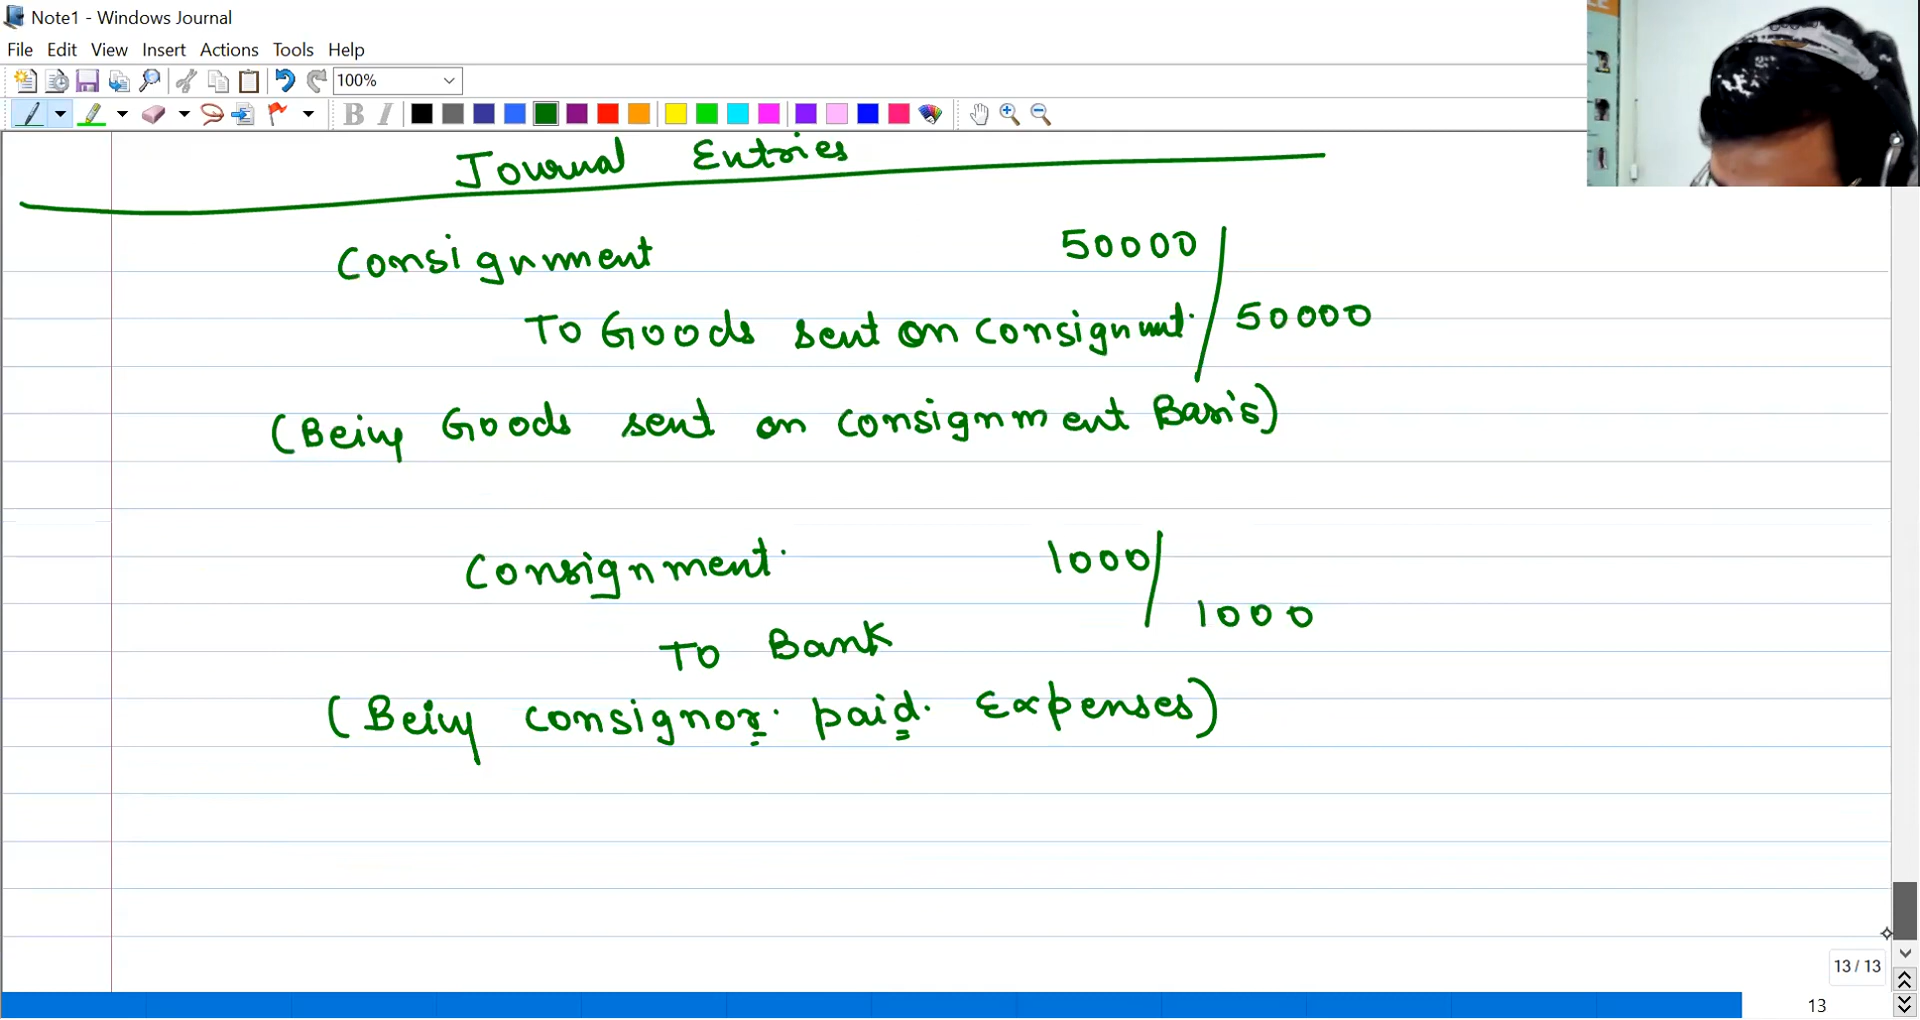 Note1 - Windows Journal
File Edit View Insert Actions Tools Help
100%
B I
Journal Entries
Consignment 50000
To Goods sent on consignment 50000
(Being Goods sent on consignment Basis)
Consignment 1000
To Bank 1000
(Being consignor paid Expenses)
13 / 13
13